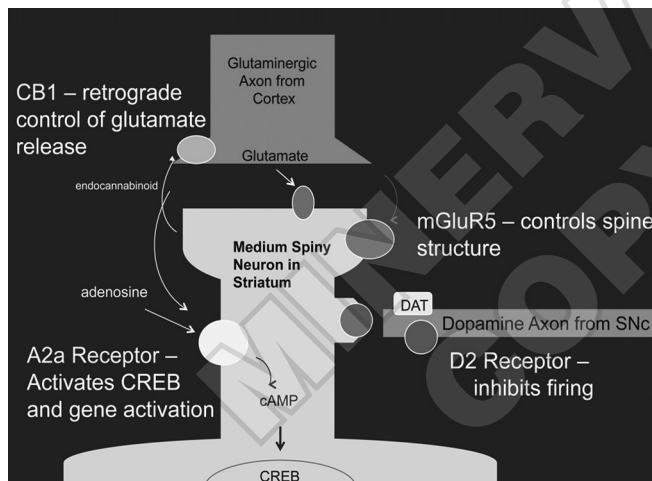 Glutaminergic
Axon from
Cortex
CB1 – retrograde
control of glutamate
release
Glutamate
endocannabinoid
mGluR5 – controls spine
structure
Medium Spiny
Neuron in
Striatum
adenosine
DAT
Dopamine Axon from SNc
A2a Receptor –
Activates CREB
and gene activation
D2 Receptor –
inhibits firing
cAMP
CREB
MINERVA
COPY